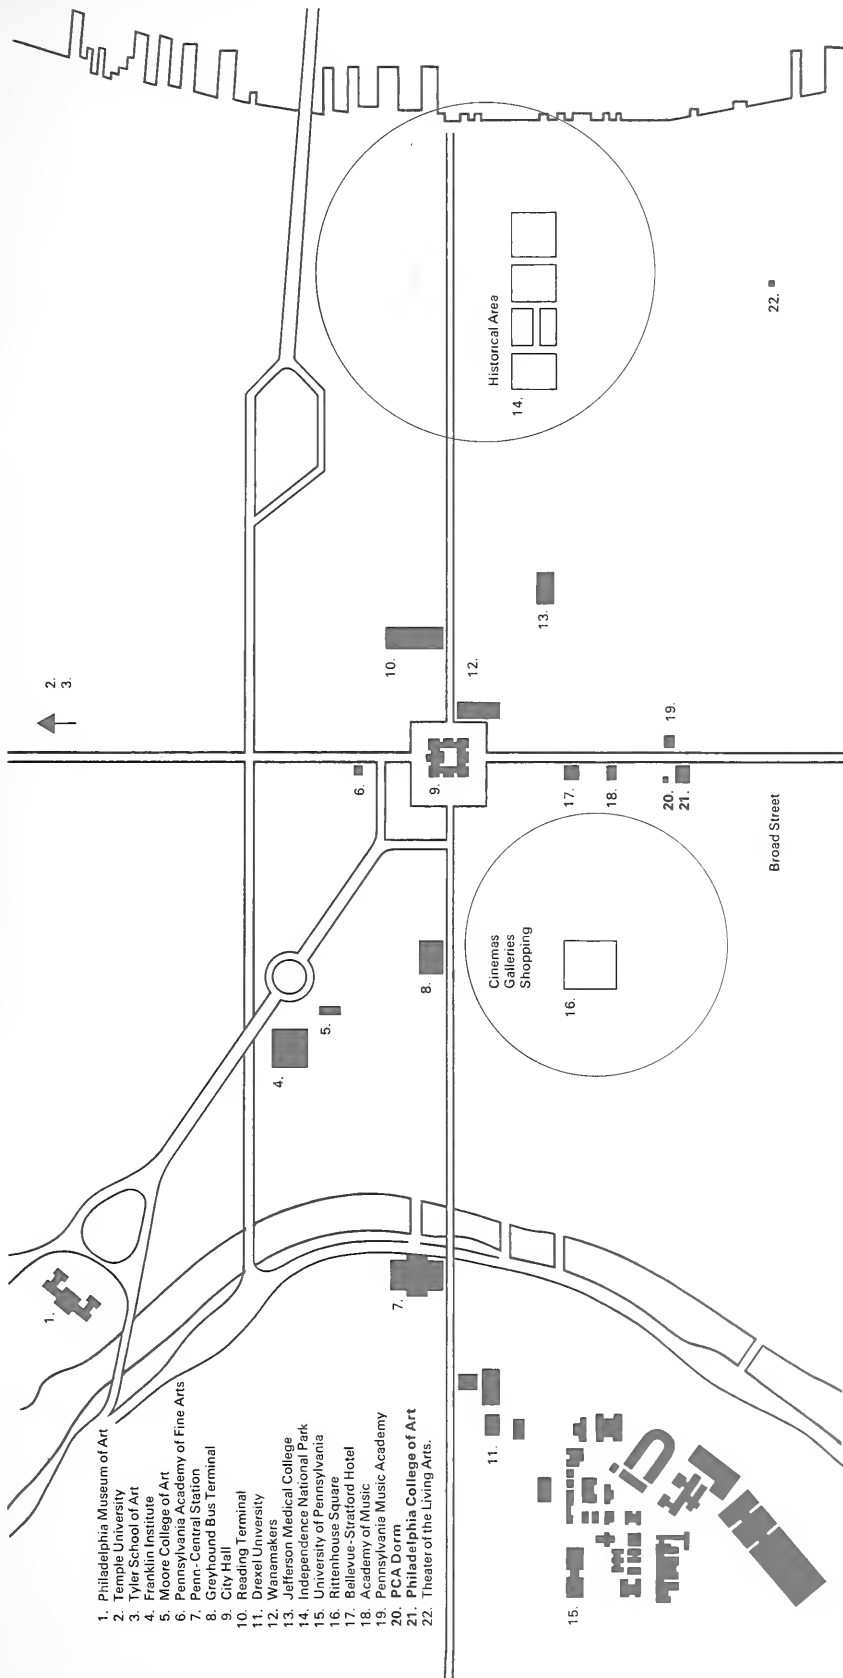 1. Philadelphia Museum of Art
2. Temple University
3. Tyler School of Art
4. Franklin Institute
5. Moore College of Art
6. Pennsylvania Academy of Fine Arts
7. Penn-Central Station
8. Greyhound Bus Terminal
9. City Hall
10. Reading Terminal
11. Drexel University
12. Wanamakers
13. Jefferson Medical College
14. Independence National Park
15. University of Pennsylvania
16. Rittenhouse Square
17. Bellevue-Stratford Hotel
18. Academy of Music
19. Pennsylvania Music Academy
20. PCA Dorm
21. Philadelphia College of Art
22. Theater of the Living Arts.
1.
2.
3.
4.
5.
6.
7.
8.
9.
10.
11.
12.
13.
Historical Area
14.
15.
Cinemas
Galleries
Shopping
16.
17.
18.
19.
20.
21.
22.
Broad Street